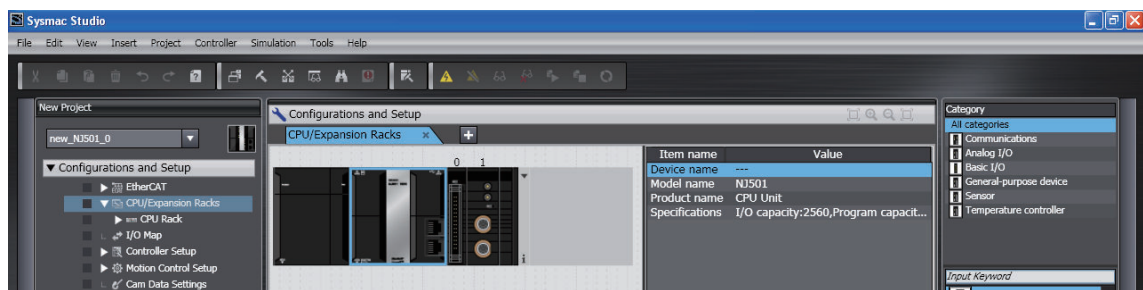 Sysmac Studio
File Edit View Insert Project Controller Simulation Tools Help
New Project
new_NJ501_0
Configurations and Setup
EtherCAT
CPU/Expansion Racks
CPU Rack
I/O Map
Controller Setup
Motion Control Setup
Cam Data Settings
Configurations and Setup
CPU/Expansion Racks
0 1
Item name Value
Device name ---
Model name NJ501
Product name CPU Unit
Specifications I/O capacity:2560,Program capacit...
Category
All categories
Communications
Analog I/O
Basic I/O
General-purpose device
Sensor
Temperature controller
Input Keyword